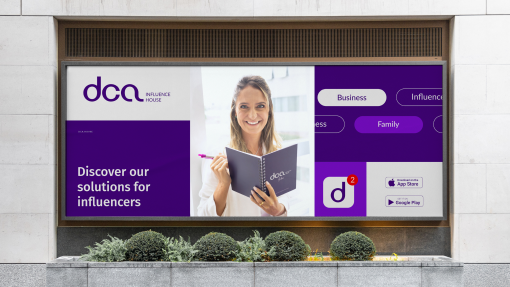 dca INFLUENCE
HOUSE
Discover our
solutions for
influencers
dca
Business
Influence
ess
Family
d
2
App Store
Google Play